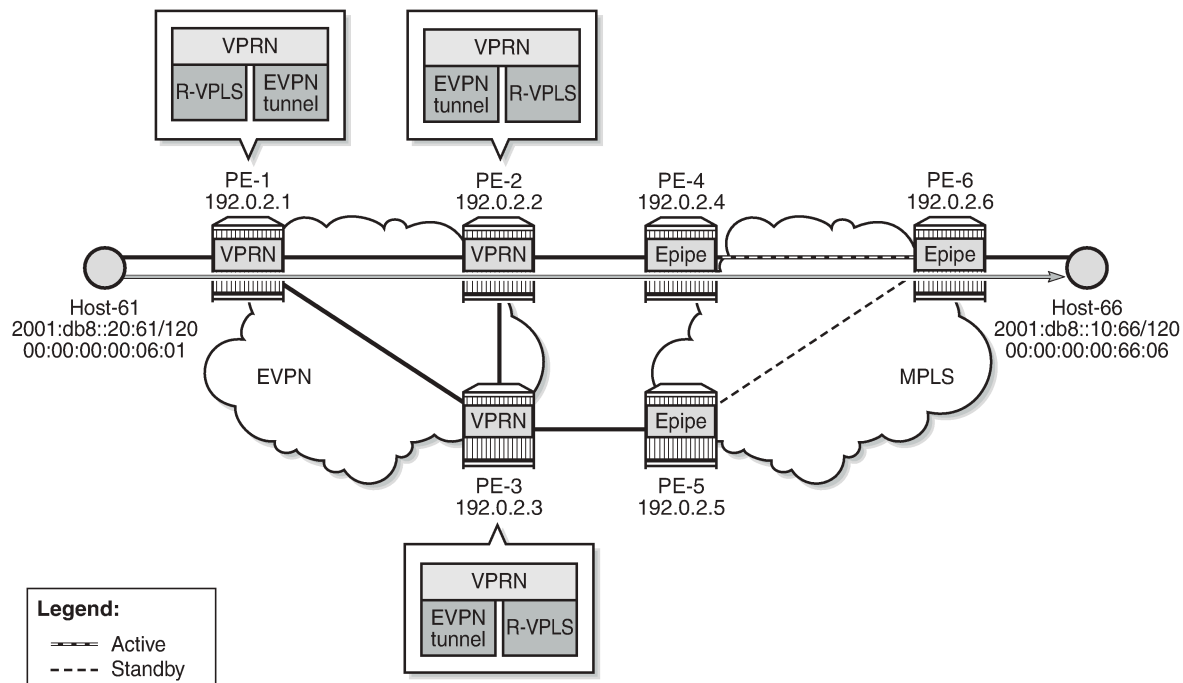 VPRN
R-VPLS
EVPN
tunnel
VPRN
EVPN
tunnel
R-VPLS
PE-1
192.0.2.1
PE-2
192.0.2.2
PE-4
192.0.2.4
PE-6
192.0.2.6
VPRN
VPRN
Epipe
Epipe
Host-61
2001:db8::20:61/120
00:00:00:00:06:01
Host-66
2001:db8::10:66/120
00:00:00:00:66:06
EVPN
MPLS
VPRN
Epipe
PE-3
192.0.2.3
PE-5
192.0.2.5
VPRN
EVPN
tunnel
R-VPLS
Legend:
Active
Standby